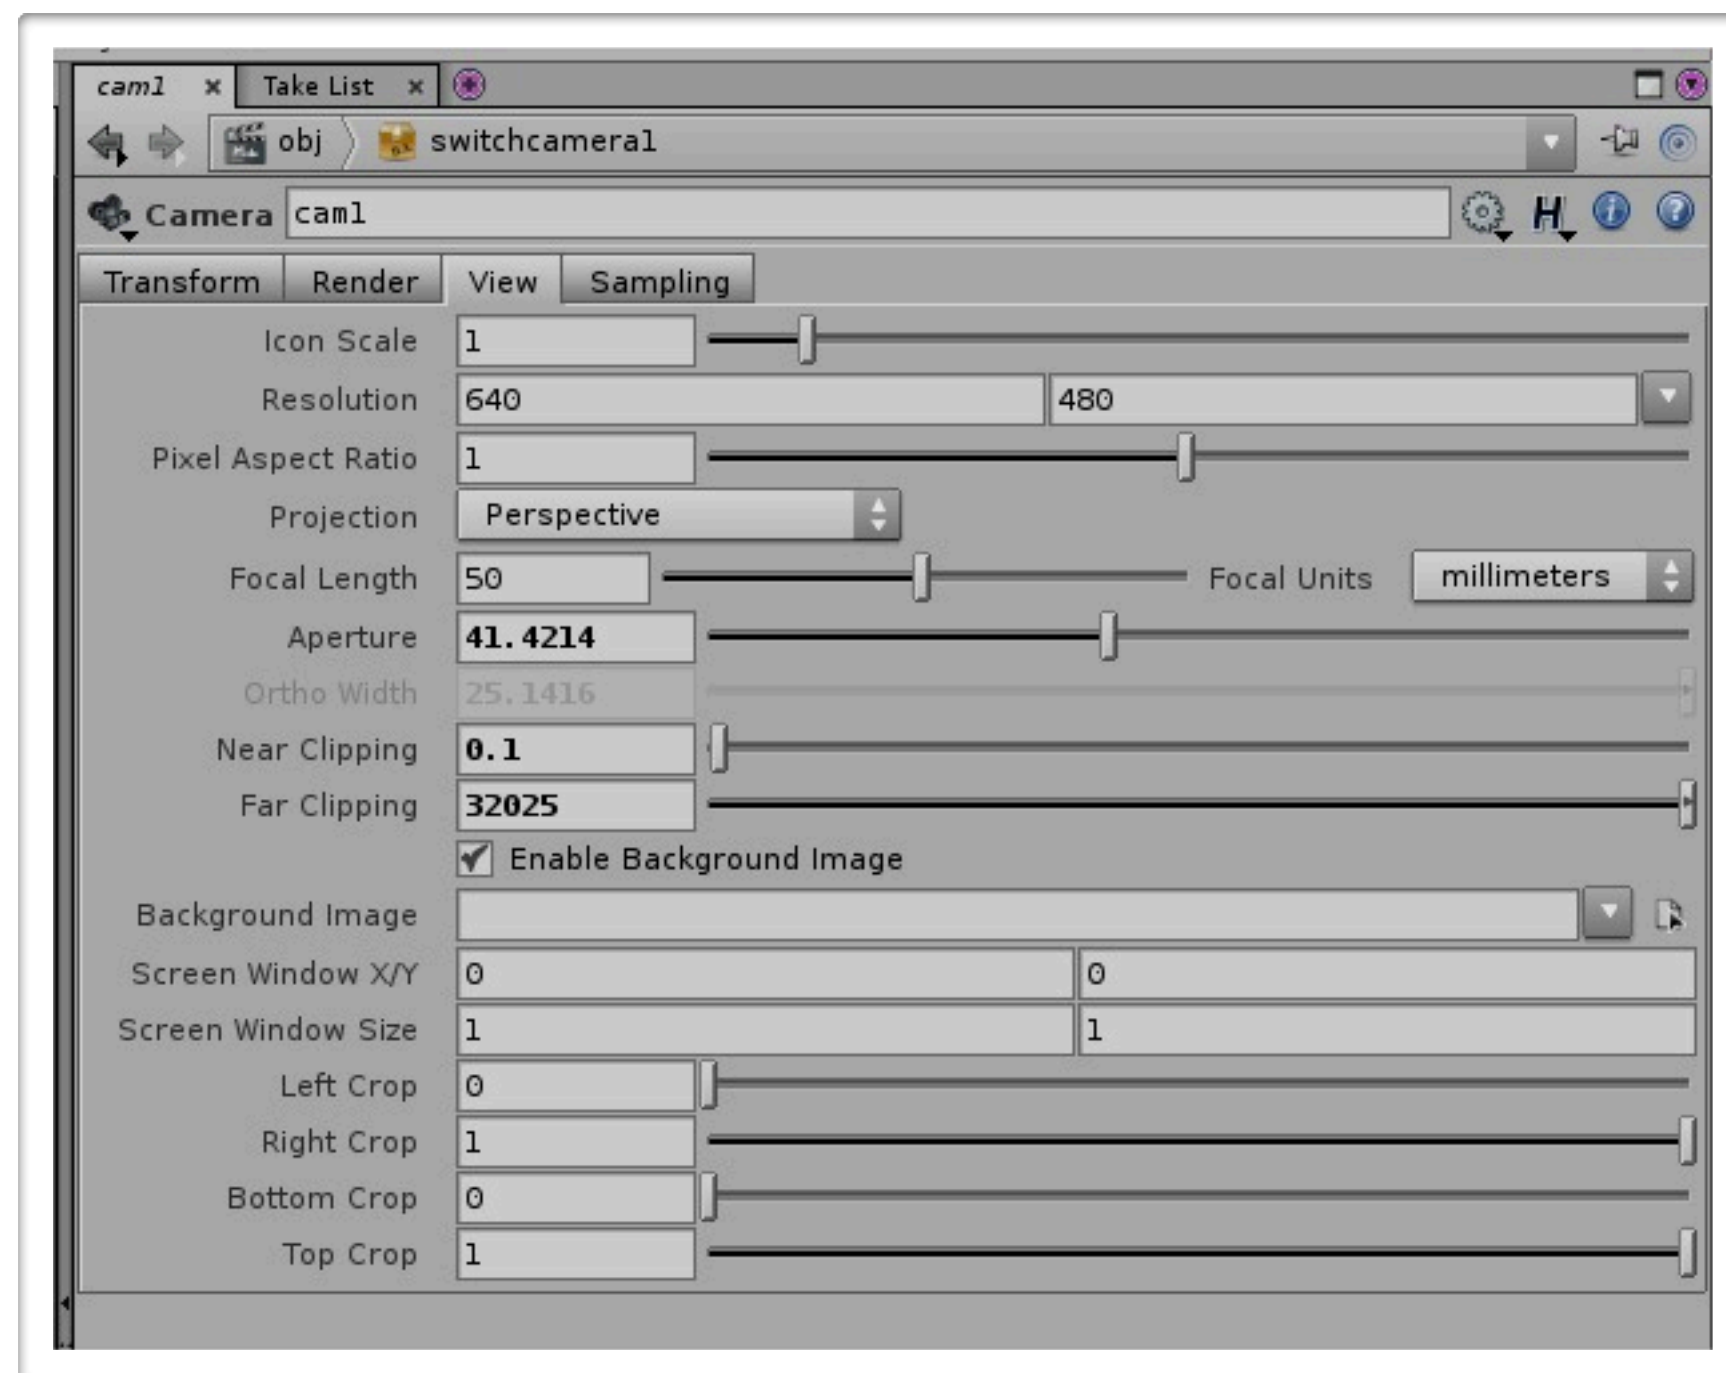 cam1 x Take List x
obj switchcamera1
Camera cam1 H i ?
Transform Render View Sampling
Icon Scale 1
Resolution 640 480
Pixel Aspect Ratio 1
Projection Perspective
Focal Length 50 Focal Units millimeters
Aperture 41.4214
Ortho Width 25.1416
Near Clipping 0.1
Far Clipping 32025
Enable Background Image
Background Image
Screen Window X/Y 0 0
Screen Window Size 1 1
Left Crop 0
Right Crop 1
Bottom Crop 0
Top Crop 1